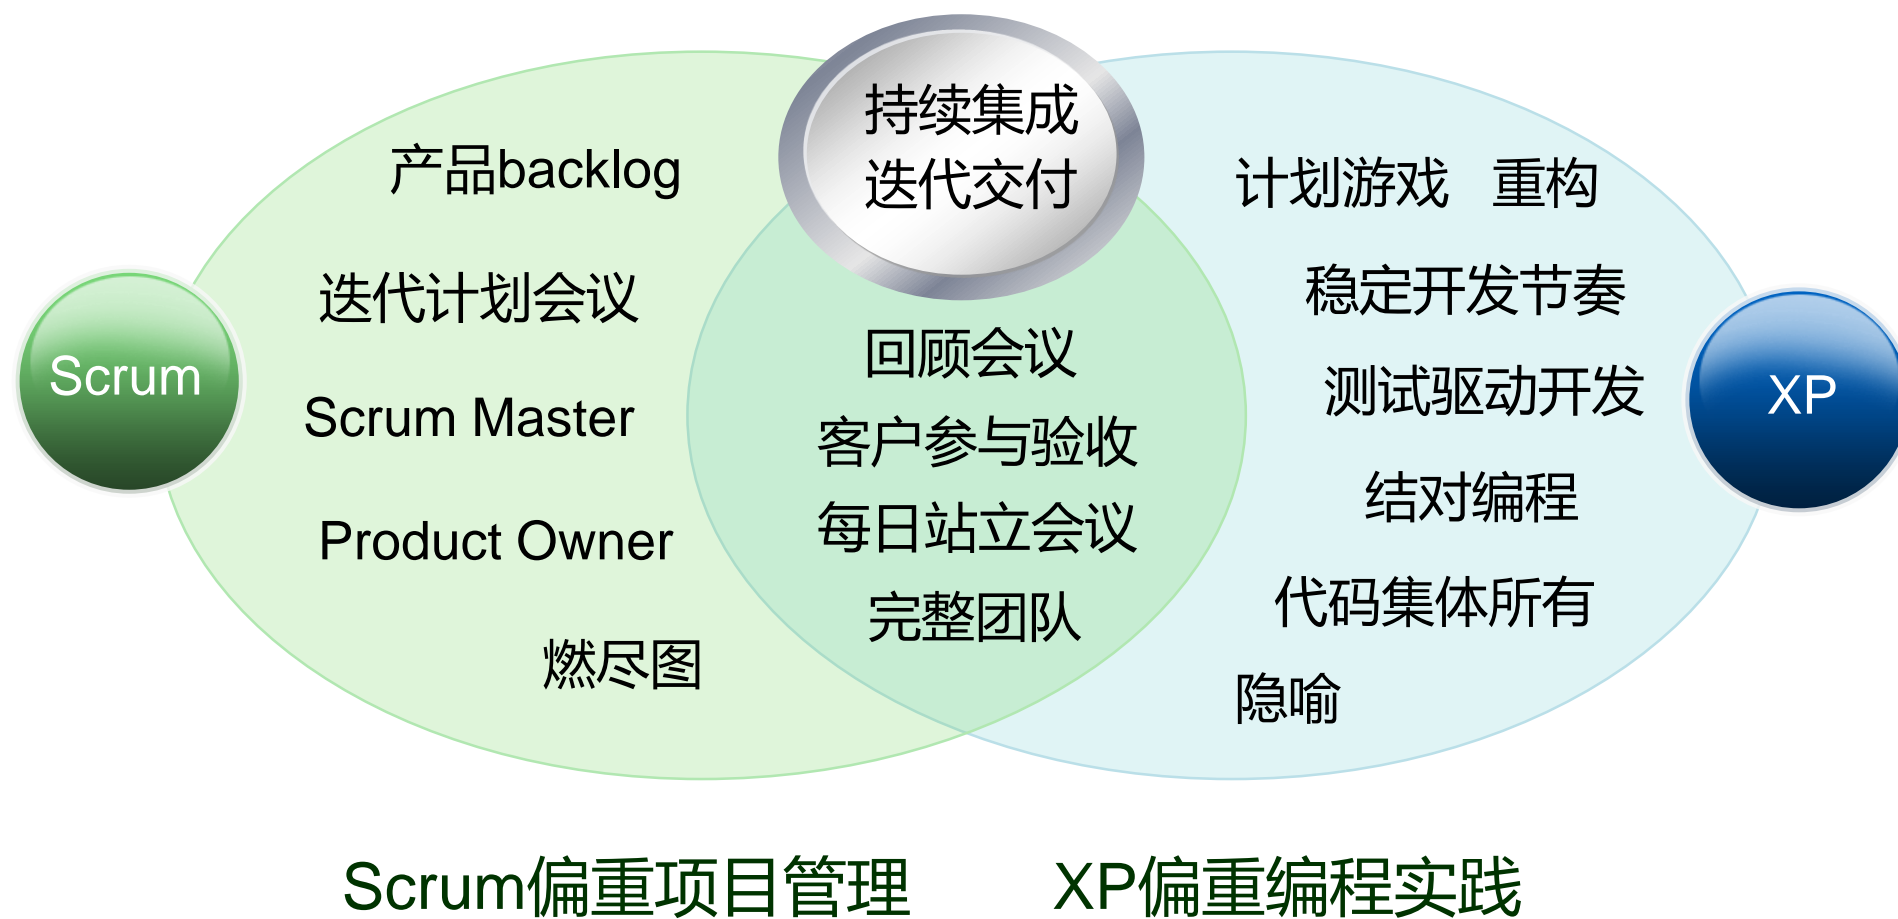 持续集成
迭代交付
Scrum
产品backlog
迭代计划会议
Scrum Master
Product Owner
燃尽图
回顾会议
客户参与验收
每日站立会议
完整团队
计划游戏 重构
稳定开发节奏
测试驱动开发
结对编程
代码集体所有
隐喻
XP
Scrum偏重项目管理 XP偏重编程实践